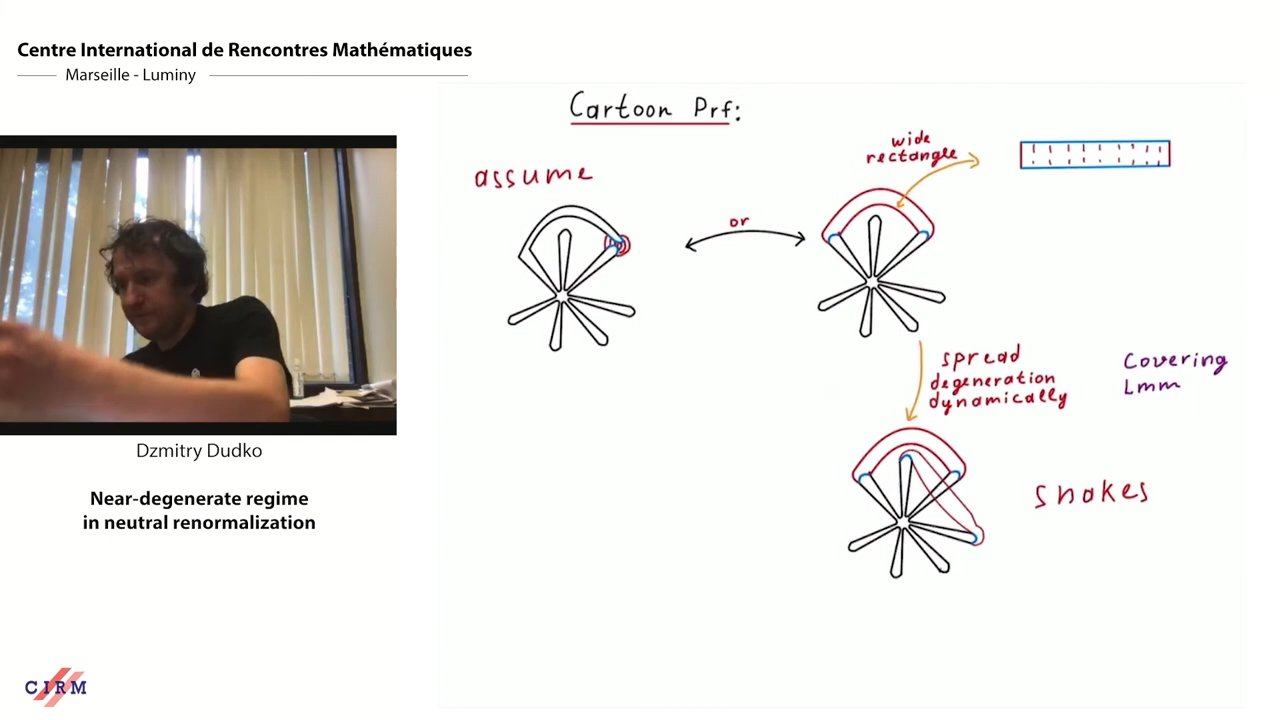 Centre International de Rencontres Mathématiques
Marseille - Luminy
Cartoon Prf:
assume
or
wide
rectangle
spread
degeneration
dynamically
Covering
Lmm
snakes
Dzmitry Dudko
Near-degenerate regime
in neutral renormalization
CIRM